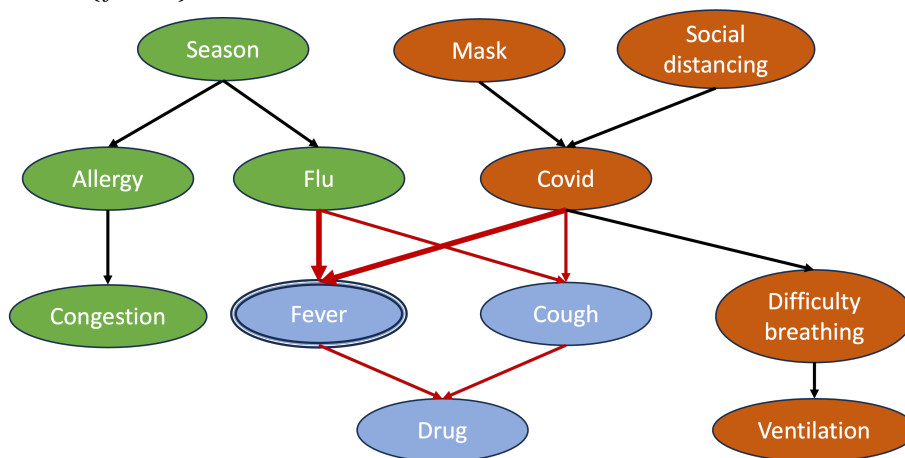 Season
Mask
Social
distancing
Allergy
Flu
Covid
Congestion
Fever
Cough
Difficulty
breathing
Drug
Ventilation